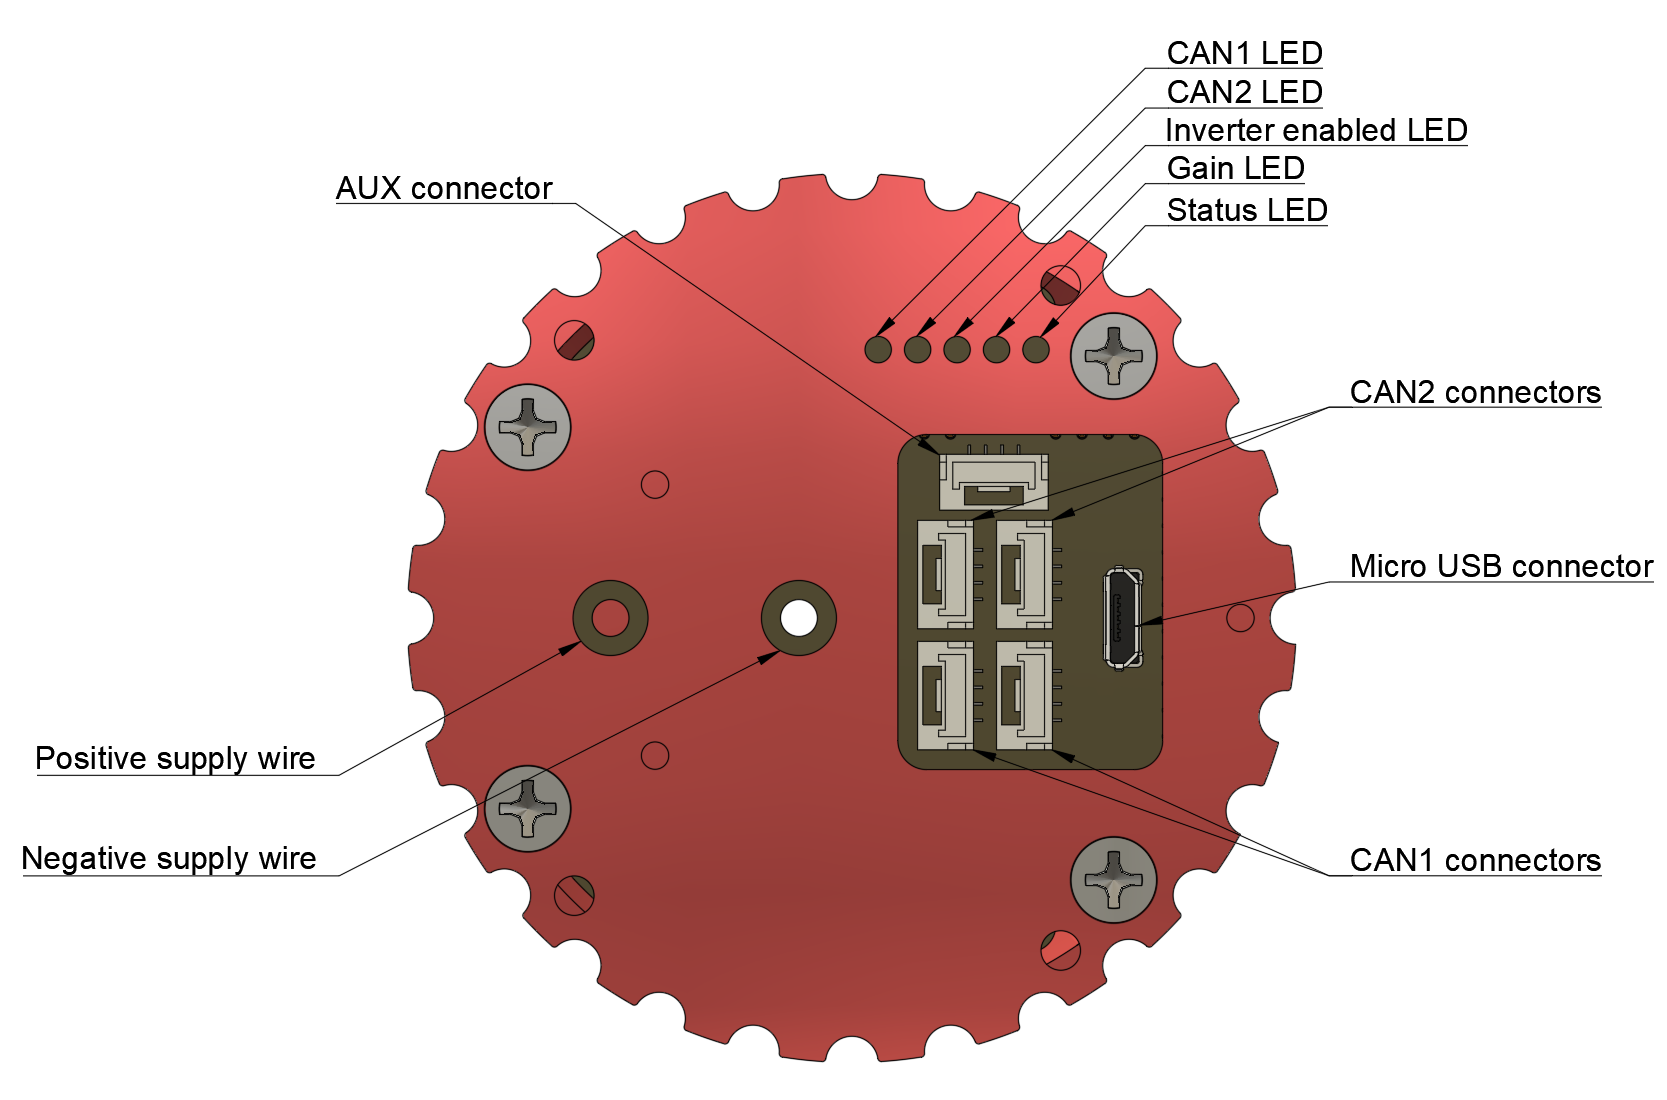 CAN1 LED
CAN2 LED
Inverter enabled LED
Gain LED
AUX connector
Status LED
CAN2 connectors
Micro USB connector
Positive supply wire
Negative supply wire
CAN1 connectors